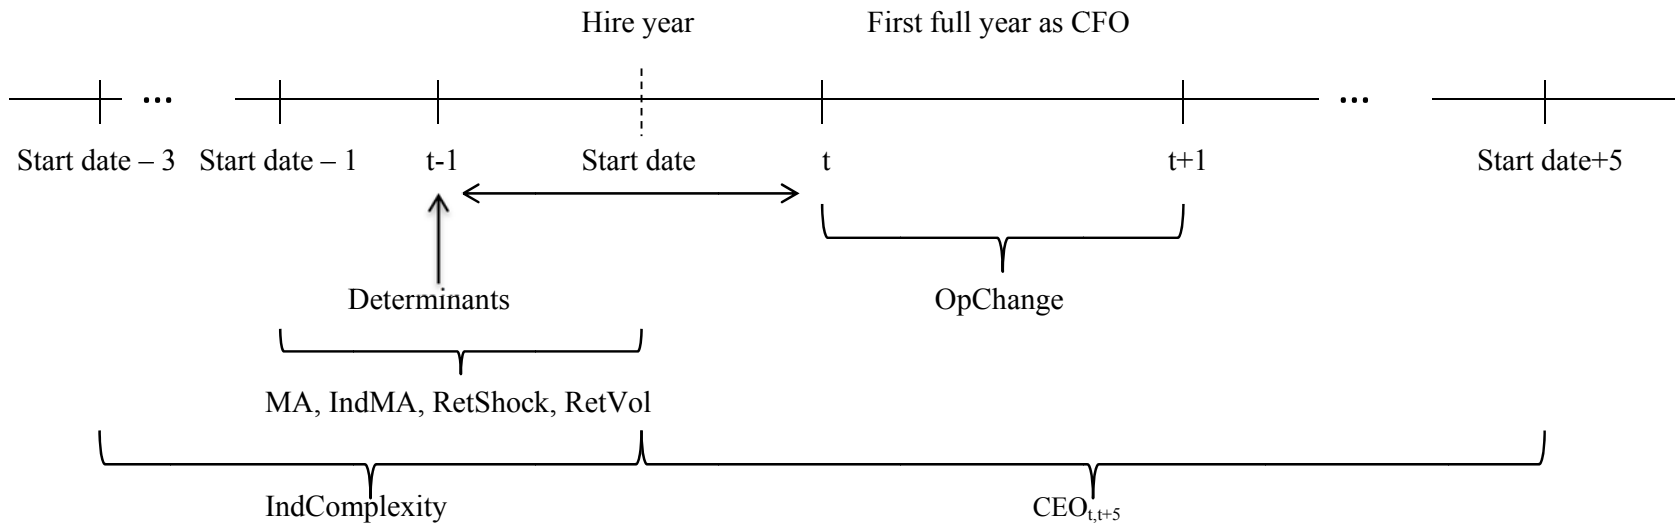 Hire year First full year as CFO
... ...
Start date – 3 Start date – 1 t-1 Start date t t+1 Start date+5
Determinants OpChange
MA, IndMA, RetShock, RetVol
IndComplexity CEOt,t+5